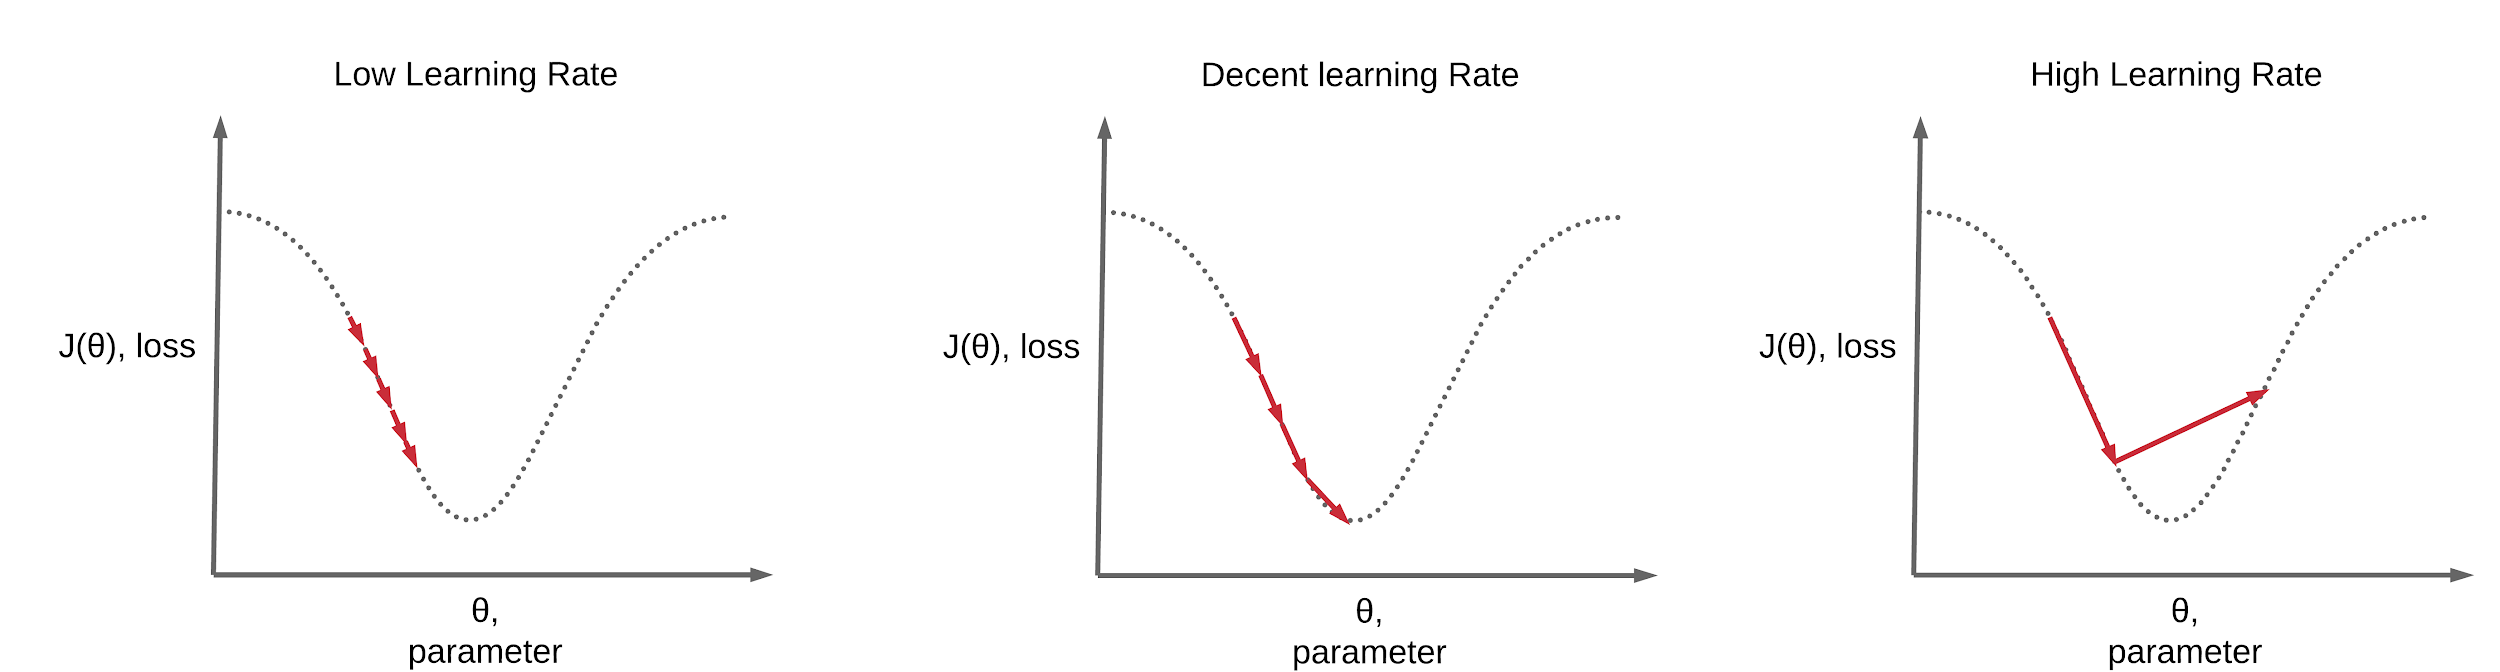 Low Learning Rate
Decent learning Rate
High Learning Rate
J(θ), loss
J(θ), loss
J(θ), loss
θ,
parameter
θ,
parameter
θ,
parameter